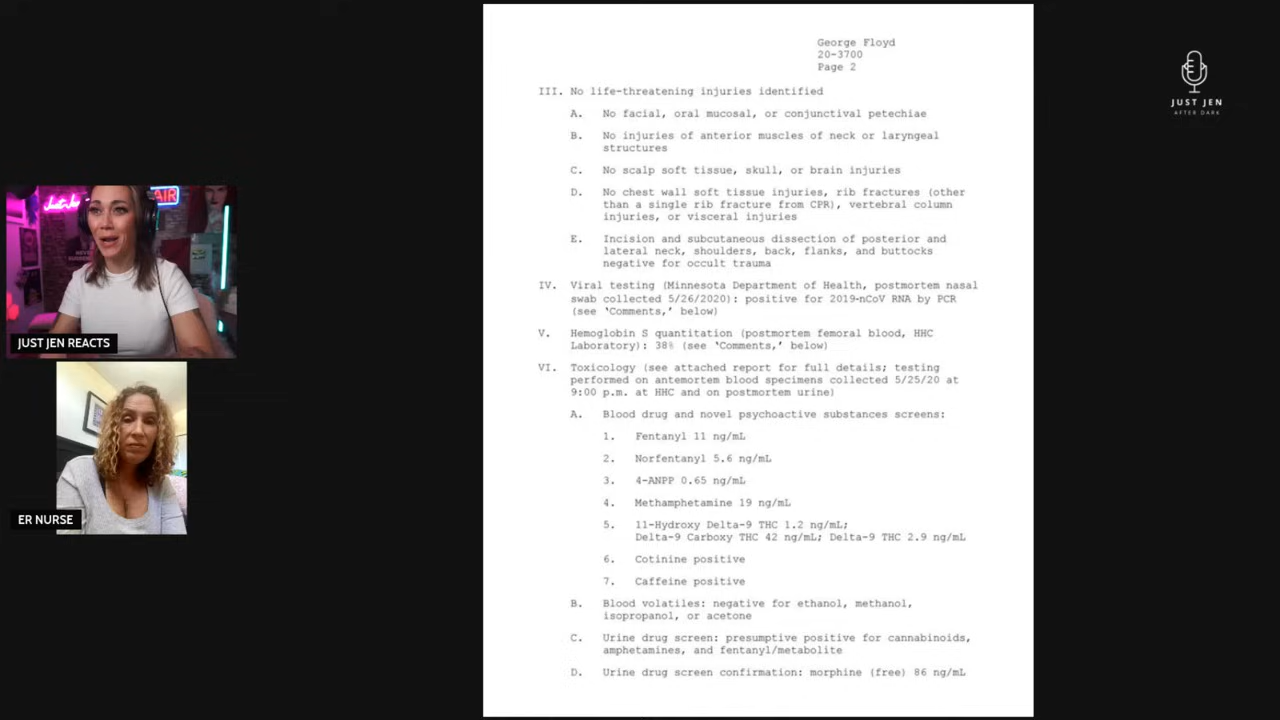 George Floyd
20-3700
Page 2
III. No life-threatening injuries identified
A. No facial, oral mucosal, or conjunctival petechiae
B. No injuries of anterior muscles of neck or laryngeal
structures
C. No scalp soft tissue, skull, or brain injuries
D. No chest wall soft tissue injuries, rib fractures (other
than a single rib fracture from CPR), vertebral column
injuries, or visceral injuries
E. Incision and subcutaneous dissection of posterior and
lateral neck, shoulders, back, flanks, and buttocks
negative for occult trauma
IV. Viral testing (Minnesota Department of Health, postmortem nasal
swab collected 5/26/2020): positive for 2019-nCoV RNA by PCR
(see ‘Comments,’ below)
V. Hemoglobin S quantitation (postmortem femoral blood, HHC
Laboratory): 38% (see ‘Comments,’ below)
VI. Toxicology (see attached report for full details; testing
performed on antemortem blood specimens collected 5/25/20 at
9:00 p.m. at HHC and on postmortem urine)
A. Blood drug and novel psychoactive substances screens:
1. Fentanyl 11 ng/mL
2. Norfentanyl 5.6 ng/mL
3. 4-ANPP 0.65 ng/mL
4. Methamphetamine 19 ng/mL
5. 11-Hydroxy Delta-9 THC 1.2 ng/mL;
Delta-9 Carboxy THC 42 ng/mL; Delta-9 THC 2.9 ng/mL
6. Cotinine positive
7. Caffeine positive
B. Blood volatiles: negative for ethanol, methanol,
isopropanol, or acetone
C. Urine drug screen: presumptive positive for cannabinoids,
amphetamines, and fentanyl/metabolite
D. Urine drug screen confirmation: morphine (free) 86 ng/mL
JUST JEN
AFTER DARK
AIR
JUST JEN REACTS
ER NURSE